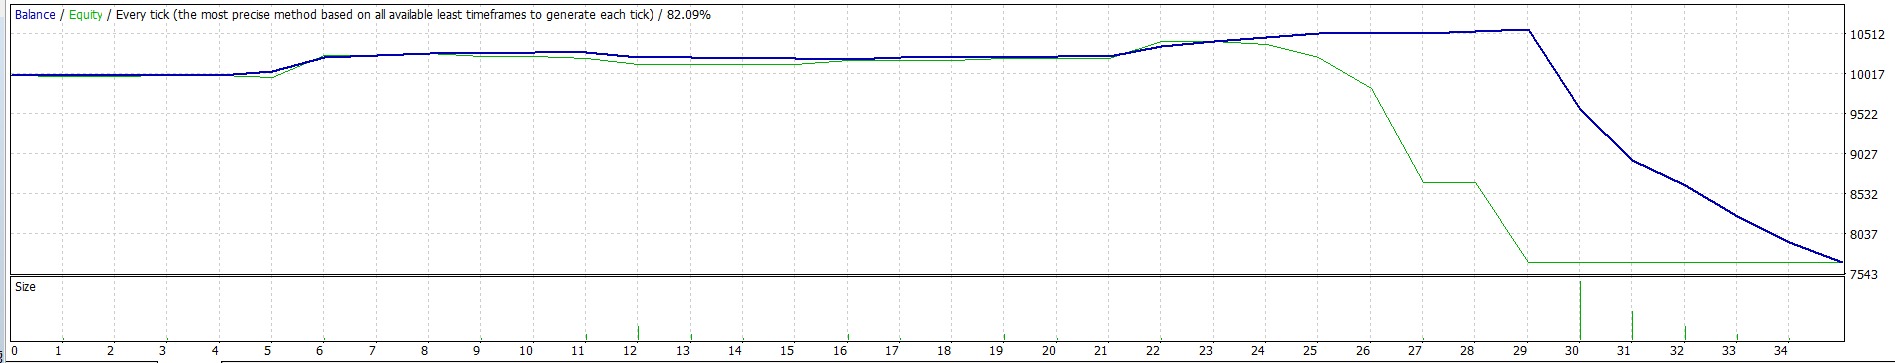 Balance / Equity / Every tick (the most precise method based on all available least timeframes to generate each tick) / 82.09%
10512
10017
9522
9027
8532
8037
7543
Size
0 1 2 3 4 5 6 7 8 9 10 11 12 13 14 15 16 17 18 19 20 21 22 23 24 25 26 27 28 29 30 31 32 33 34